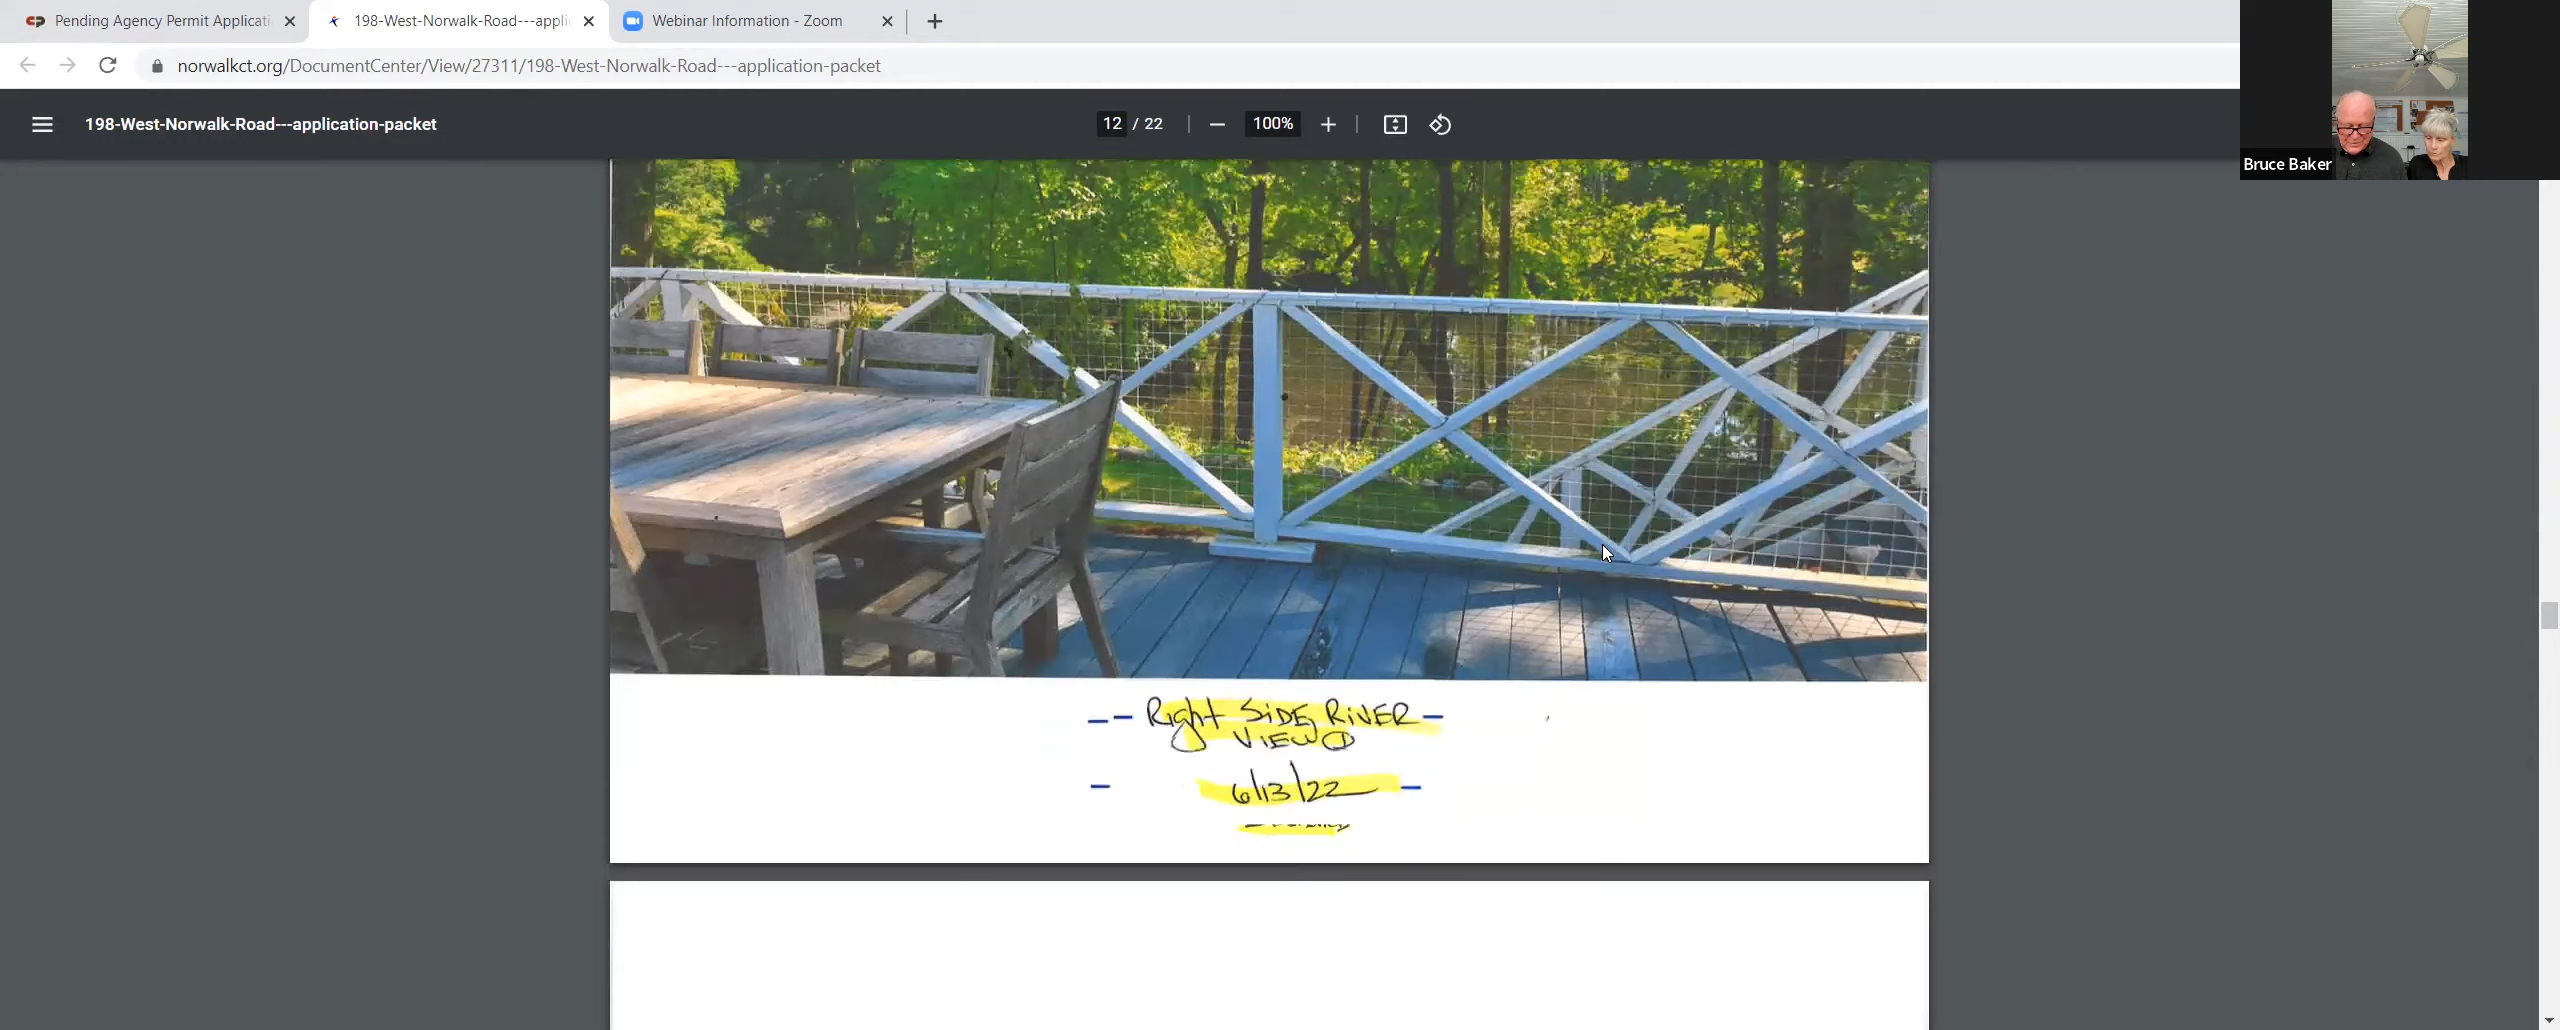 Pending Agency Permit Applicati
198-West-Norwalk-Road---appli
Webinar Information - Zoom
norwalkct.org/DocumentCenter/View/27311/198-West-Norwalk-Road---application-packet
198-West-Norwalk-Road---application-packet
12 / 22
100%
Bruce Baker
-- Right SIDE RIVER -
VIEW ①
- 6/13/22 -